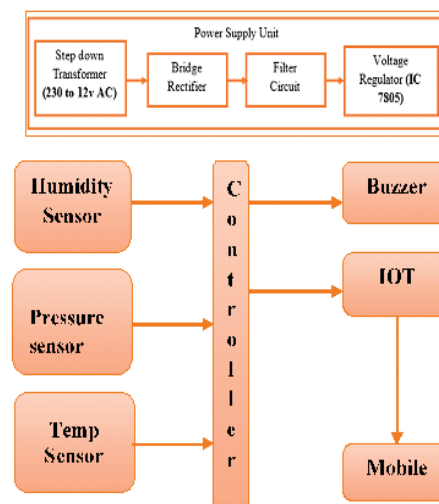 Power Supply Unit
Step down
Transformer
(230 to 12v AC)
Bridge
Rectifier
Filter
Circuit
Voltage
Regulator (IC
7805)
Humidity
Sensor
Pressure
sensor
Temp
Sensor
C
o
n
t
r
o
l
l
e
r
Buzzer
IOT
Mobile